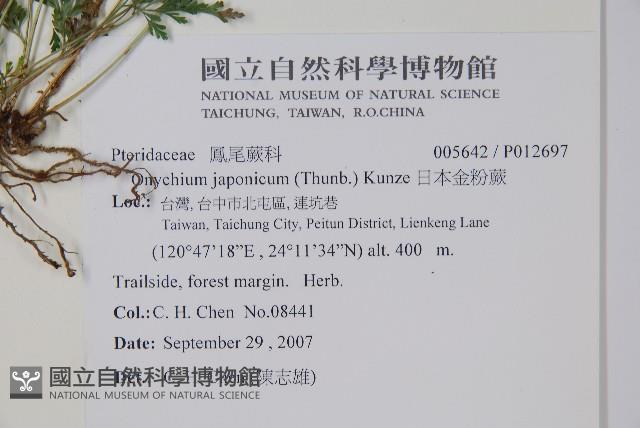 國立自然科學博物館
NATIONAL MUSEUM OF NATURAL SCIENCE
TAICHUNG, TAIWAN, R.O.CHINA
Pteridaceae 鳳尾蕨科 005642 / P012697
Onychium japonicum (Thunb.) Kunze 日本金粉蕨
Loc.: 台灣, 台中市北屯區, 連坑巷
Taiwan, Taichung City, Peitun District, Lienkeng Lane
(120°47'18”E , 24°11'34”N) alt. 400 m.
Trailside, forest margin. Herb.
Col.: C. H. Chen No.08441
Date: September 29 , 2007
陳志雄)
國立自然科學博物館
NATIONAL MUSEUM OF NATURAL SCIENCE